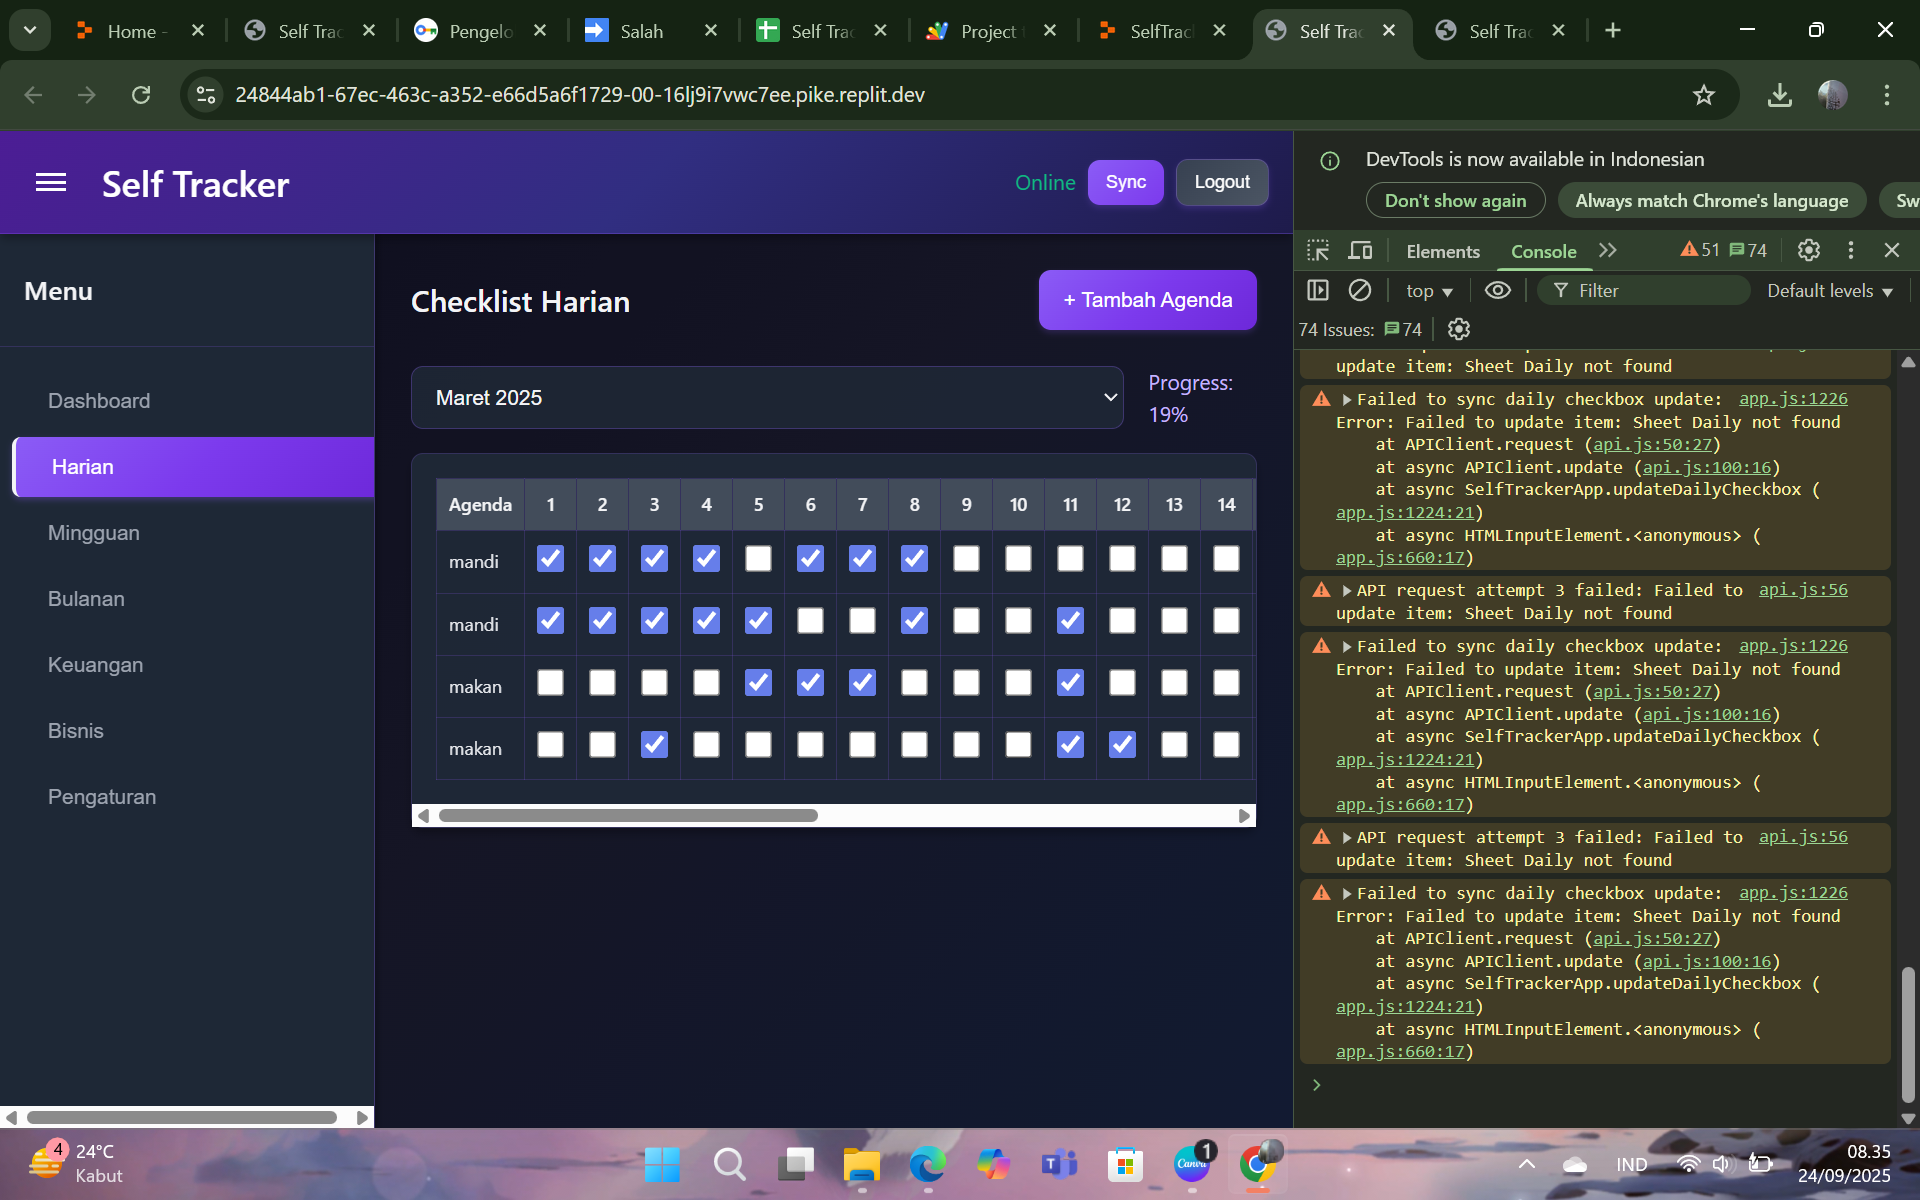 Home -
Self Trac
Pengelo
Salah
Self Trac
Project
SelfTrack
Self Trac
Self Trac
24844ab1-67ec-463c-a352-e66d5a6f1729-00-16lj9i7vwc7ee.pike.replit.dev
Self Tracker
Online
Sync
Logout
Menu
Dashboard
Harian
Mingguan
Bulanan
Keuangan
Bisnis
Pengaturan
Checklist Harian
+ Tambah Agenda
Maret 2025
Progress:
19%
Agenda 1 2 3 4 5 6 7 8 9 10 11 12 13 14
mandi
mandi
makan
makan
DevTools is now available in Indonesian
Don't show again
Always match Chrome's language
Sw
Elements
Console
51
74
top
Filter
Default levels
74 Issues:
74
update item: Sheet Daily not found
Failed to sync daily checkbox update: app.js:1226
Error: Failed to update item: Sheet Daily not found
at APIClient.request (api.js:50:27)
at async APIClient.update (api.js:100:16)
at async SelfTrackerApp.updateDailyCheckbox (
app.js:1224:21)
at async HTMLInputElement.<anonymous> (
app.js:660:17)
API request attempt 3 failed: Failed to api.js:56
update item: Sheet Daily not found
Failed to sync daily checkbox update: app.js:1226
Error: Failed to update item: Sheet Daily not found
at APIClient.request (api.js:50:27)
at async APIClient.update (api.js:100:16)
at async SelfTrackerApp.updateDailyCheckbox (
app.js:1224:21)
at async HTMLInputElement.<anonymous> (
app.js:660:17)
API request attempt 3 failed: Failed to api.js:56
update item: Sheet Daily not found
Failed to sync daily checkbox update: app.js:1226
Error: Failed to update item: Sheet Daily not found
at APIClient.request (api.js:50:27)
at async APIClient.update (api.js:100:16)
at async SelfTrackerApp.updateDailyCheckbox (
app.js:1224:21)
at async HTMLInputElement.<anonymous> (
app.js:660:17)
4
24°C
Kabut
Canva
1
IND
08.35
24/09/2025